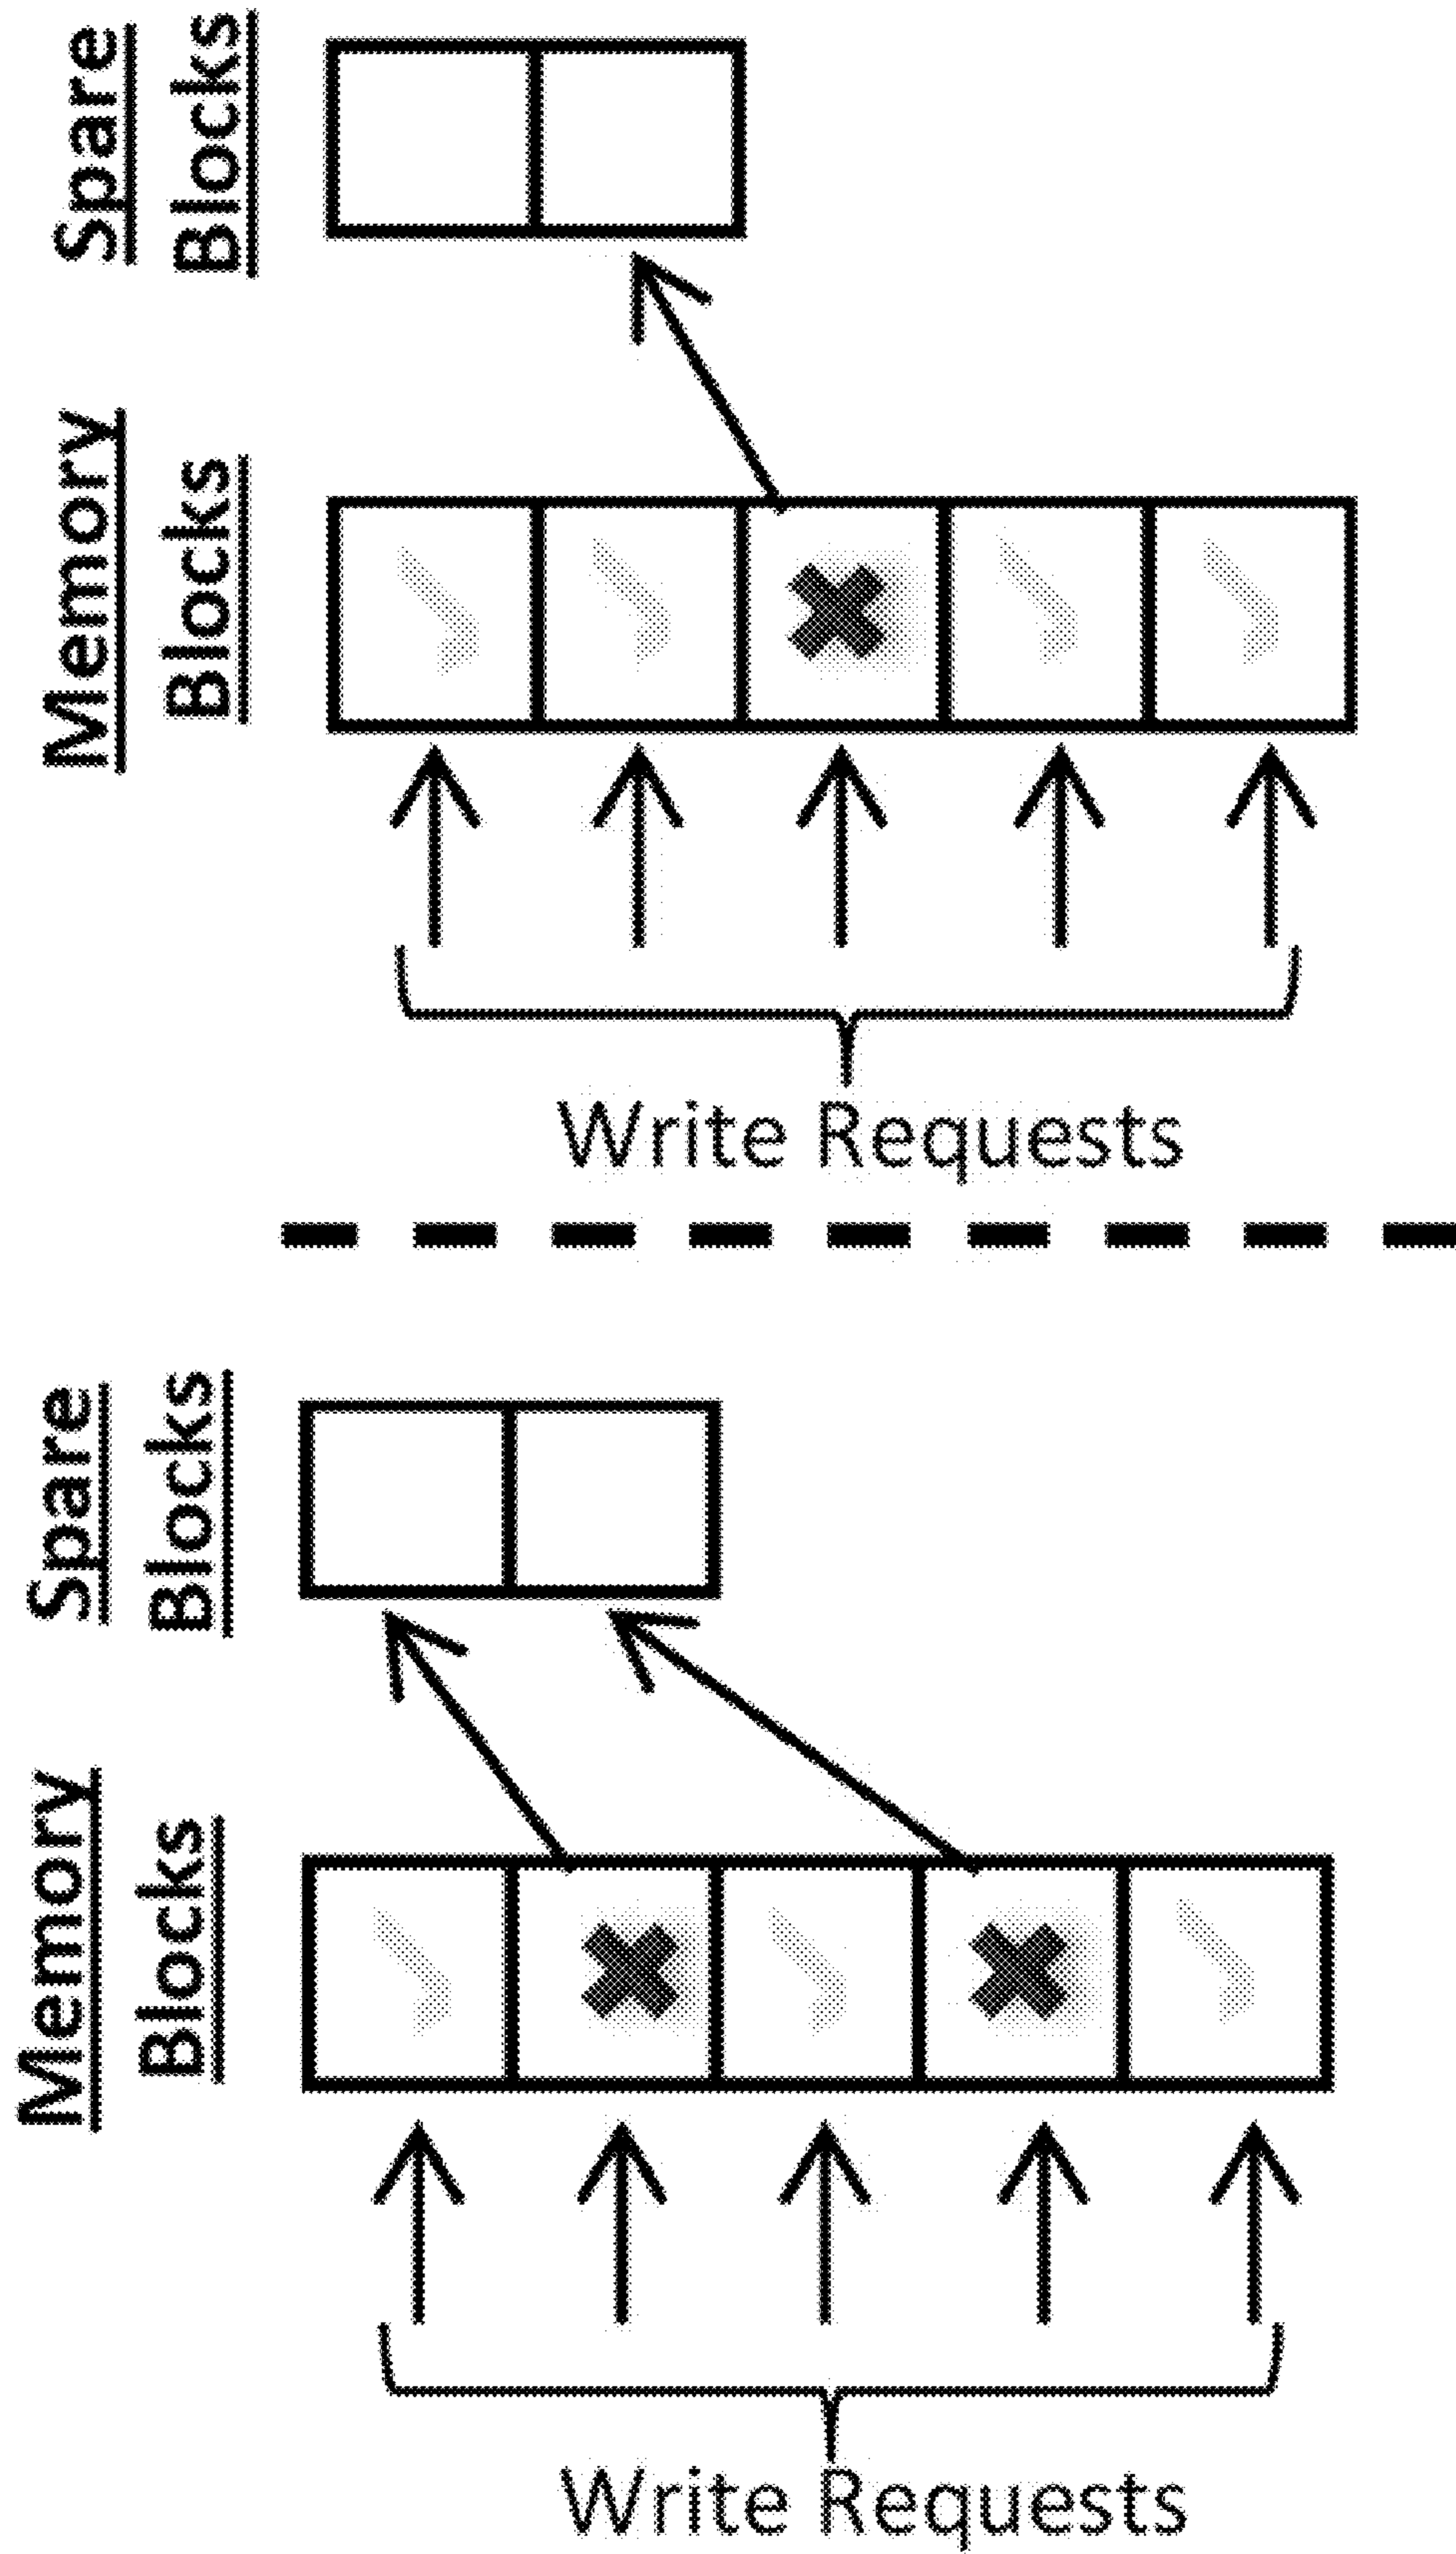 Spare
Blocks
Memory
Blocks
Write Requests
Spare
Blocks
Memory
Blocks
Write Requests